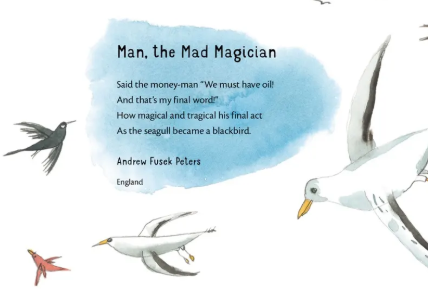 Man, the Mad Magician
Said the money-man “We must have oil!
And that’s my final word!”
How magical and tragical his final act
As the seagull became a blackbird.
Andrew Fusek Peters
England